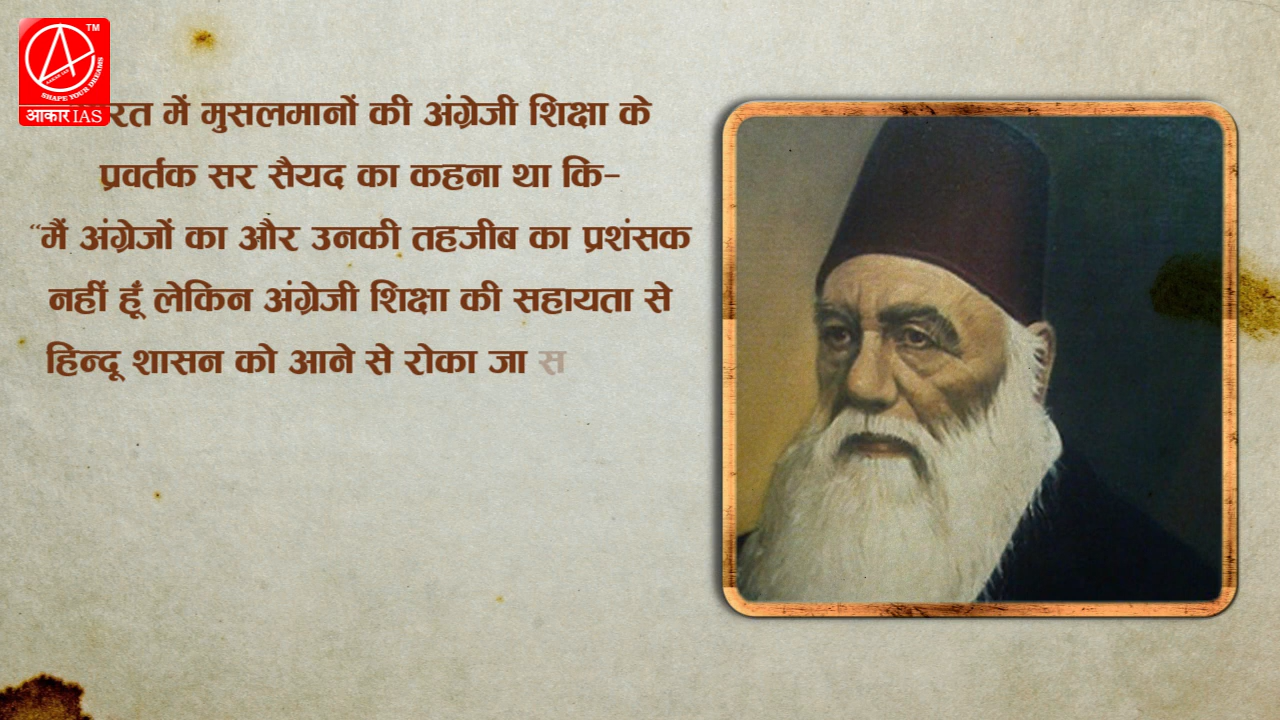 TM
SHAPE YOUR DREAMS
आकार IAS
रत में मुसलमानों की अंग्रेजी शिक्षा के
प्रवर्तक सर सैयद का कहना था कि-
“मैं अंग्रेजों का और उनकी तहजीब का प्रशंसक
नहीं हूँ लेकिन अंग्रेजी शिक्षा की सहायता से
हिन्दू शासन को आने से रोका जा स